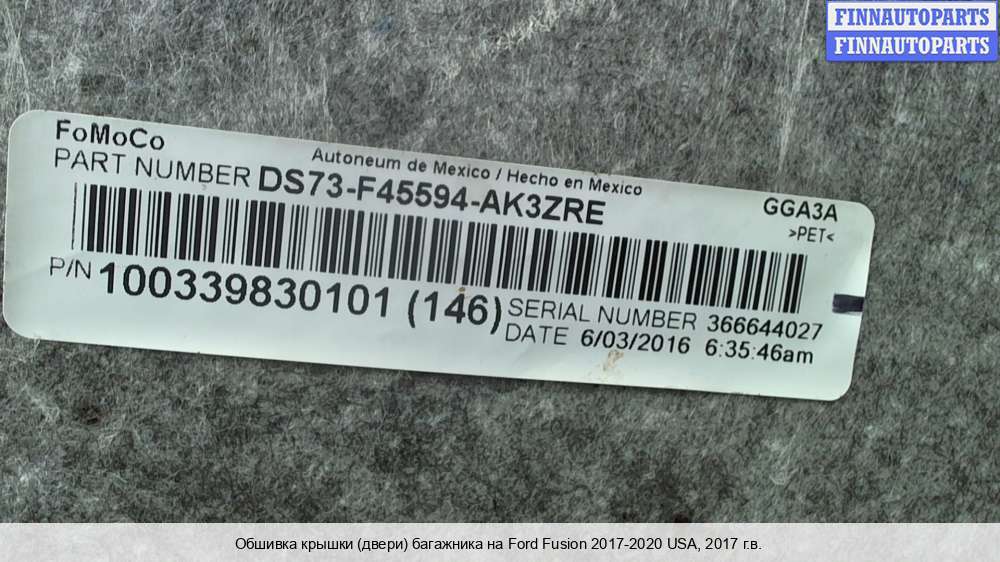 FINNAUTOPARTS
FINNAUTOPARTS
FoMoCo
Autoneum de Mexico / Hecho en Mexico
PART NUMBER DS73-F45594-AK3ZRE
GGA3A
>PET<
P/N 100339830101 (146)
SERIAL NUMBER 366644027
DATE 6/03/2016 6:35:46am
Обшивка крышки (двери) багажника на Ford Fusion 2017-2020 USA, 2017 г.в.